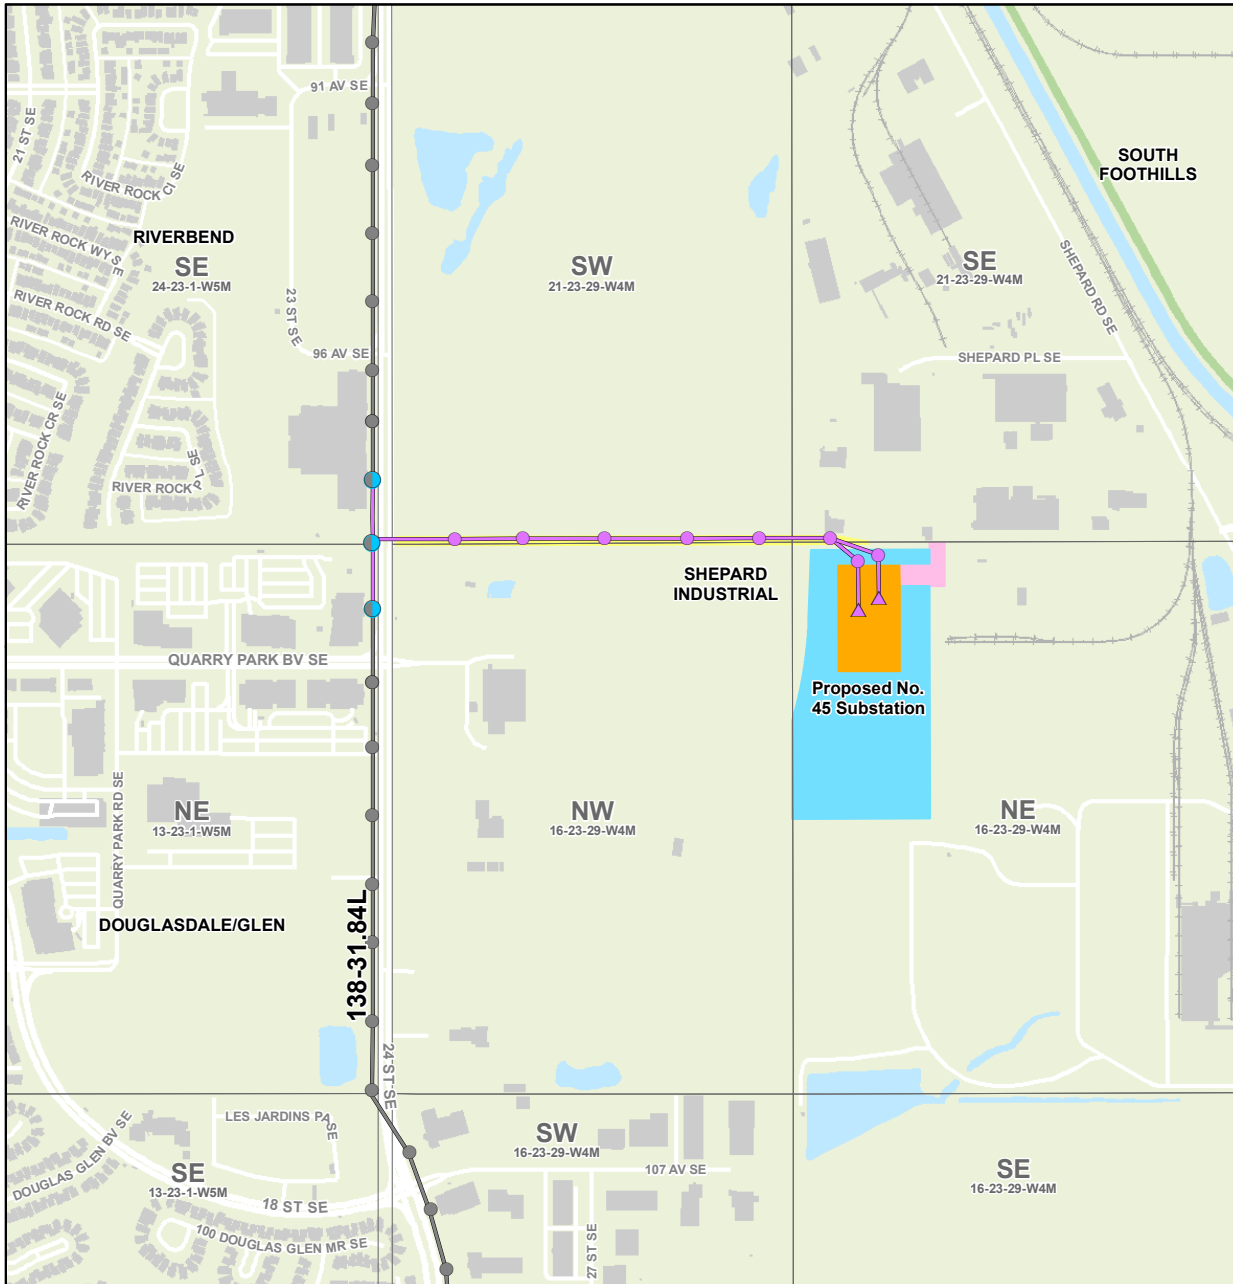 91 AV SE
21 ST SE
RIVER ROCK CI SE
SOUTH
FOOTHILLS
RIVERBEND
RIVER ROCK WY SE
SE
24-23-1-W5M
SW
21-23-29-W4M
SE
21-23-29-W4M
SHEPARD RD SE
23 ST SE
RIVER ROCK RD SE
96 AV SE
SHEPARD PL SE
RIVER ROCK CR SE
RIVER ROCK PL SE
SHEPARD
INDUSTRIAL
QUARRY PARK BV SE
Proposed No.
45 Substation
QUARRY PARK RD SE
NE
13-23-1-W5M
NW
16-23-29-W4M
NE
16-23-29-W4M
DOUGLASDALE/GLEN
138-31.84L
24 ST SE
LES JARDINS PA SE
DOUGLAS GLEN BV SE
SW
16-23-29-W4M
SE
13-23-1-W5M
107 AV SE
SE
16-23-29-W4M
18 ST SE
100 DOUGLAS GLEN MR SE
27 ST SE